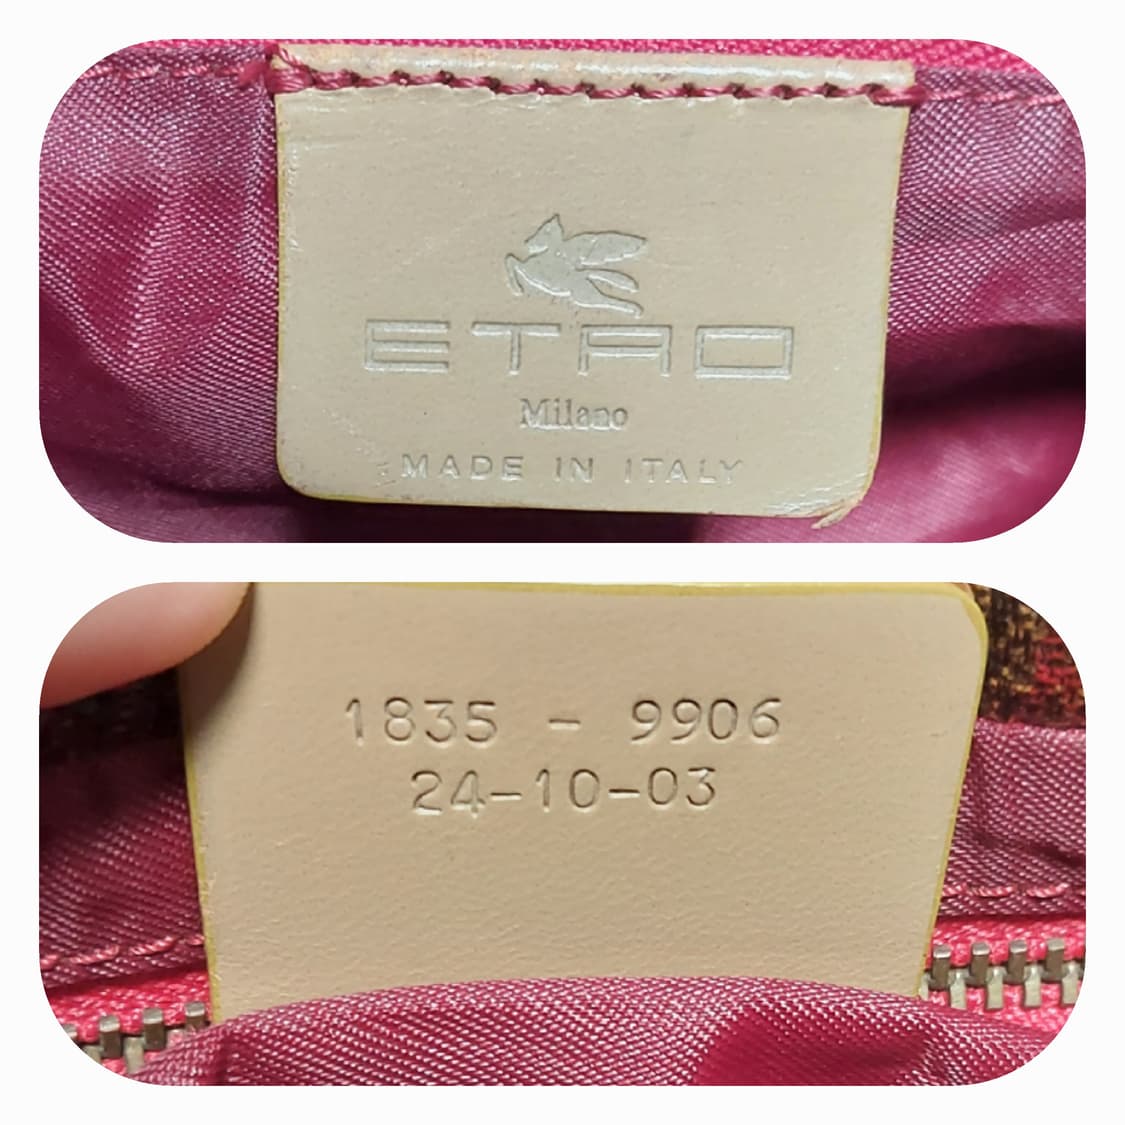 ETRO
Milano
MADE IN ITALY
1835 - 9906
24-10-03